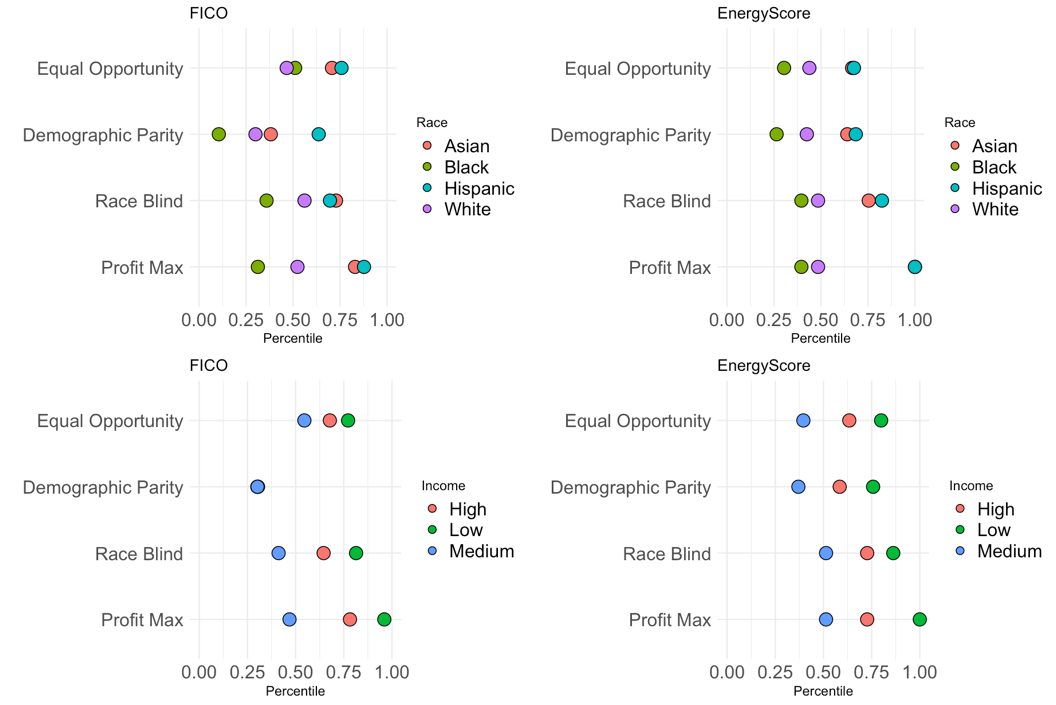 FICO
Equal Opportunity
Demographic Parity
Race Blind
Profit Max
0.00 0.25 0.50 0.75 1.00
Percentile
Race
Asian
Black
Hispanic
White
EnergyScore
Equal Opportunity
Demographic Parity
Race Blind
Profit Max
0.00 0.25 0.50 0.75 1.00
Percentile
Race
Asian
Black
Hispanic
White
FICO
Equal Opportunity
Demographic Parity
Race Blind
Profit Max
0.00 0.25 0.50 0.75 1.00
Percentile
Income
High
Low
Medium
EnergyScore
Equal Opportunity
Demographic Parity
Race Blind
Profit Max
0.00 0.25 0.50 0.75 1.00
Percentile
Income
High
Low
Medium